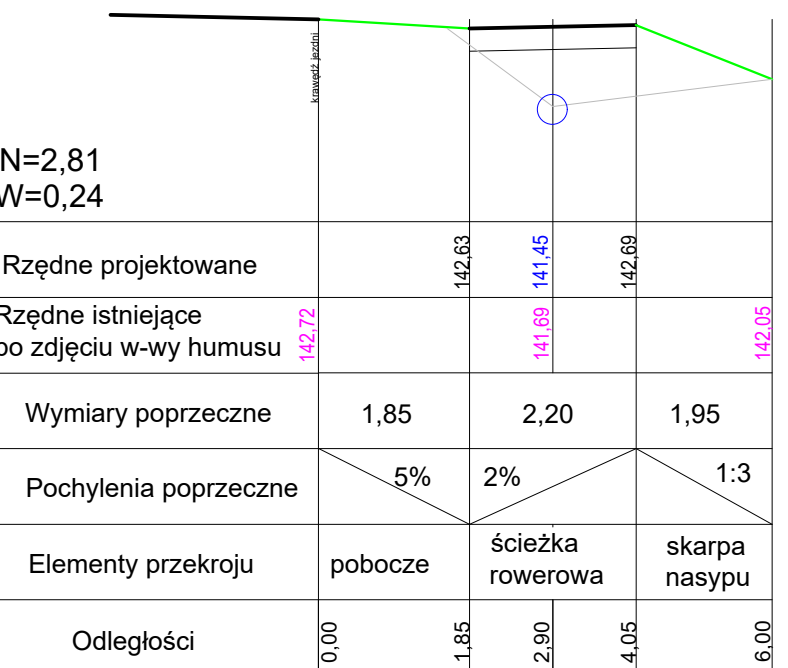 krawędź jezdni
N=2,81
W=0,24
Rzędne projektowane
142,63
141,45
142,69
Rzędne istniejące
po zdjęciu w-wy humusu
142,72
141,69
142,05
Wymiary poprzeczne
1,85
2,20
1,95
Pochylenia poprzeczne
5%
2%
1:3
Elementy przekroju
pobocze
ścieżka
rowerowa
skarpa
nasypu
Odległości
0,00
1,85
2,90
4,05
6,00